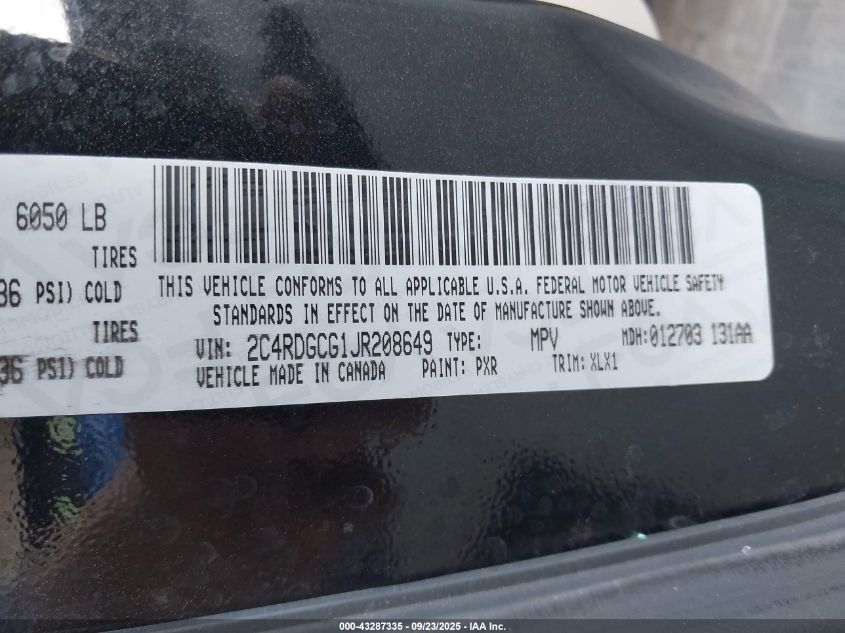 6050 LB
TIRES
36 PSI) COLD
TIRES
36 PSI) COLD
THIS VEHICLE CONFORMS TO ALL APPLICABLE U.S.A. FEDERAL MOTOR VEHICLE SAFETY
STANDARDS IN EFFECT ON THE DATE OF MANUFACTURE SHOWN ABOVE.
VIN: 2C4RDGCG1JR208649 TYPE: MPV MDH:012703 131AA
VEHICLE MADE IN CANADA PAINT: PXR TRIM: XLX1
000-43287335 - 09/23/2025 - IAA Inc.